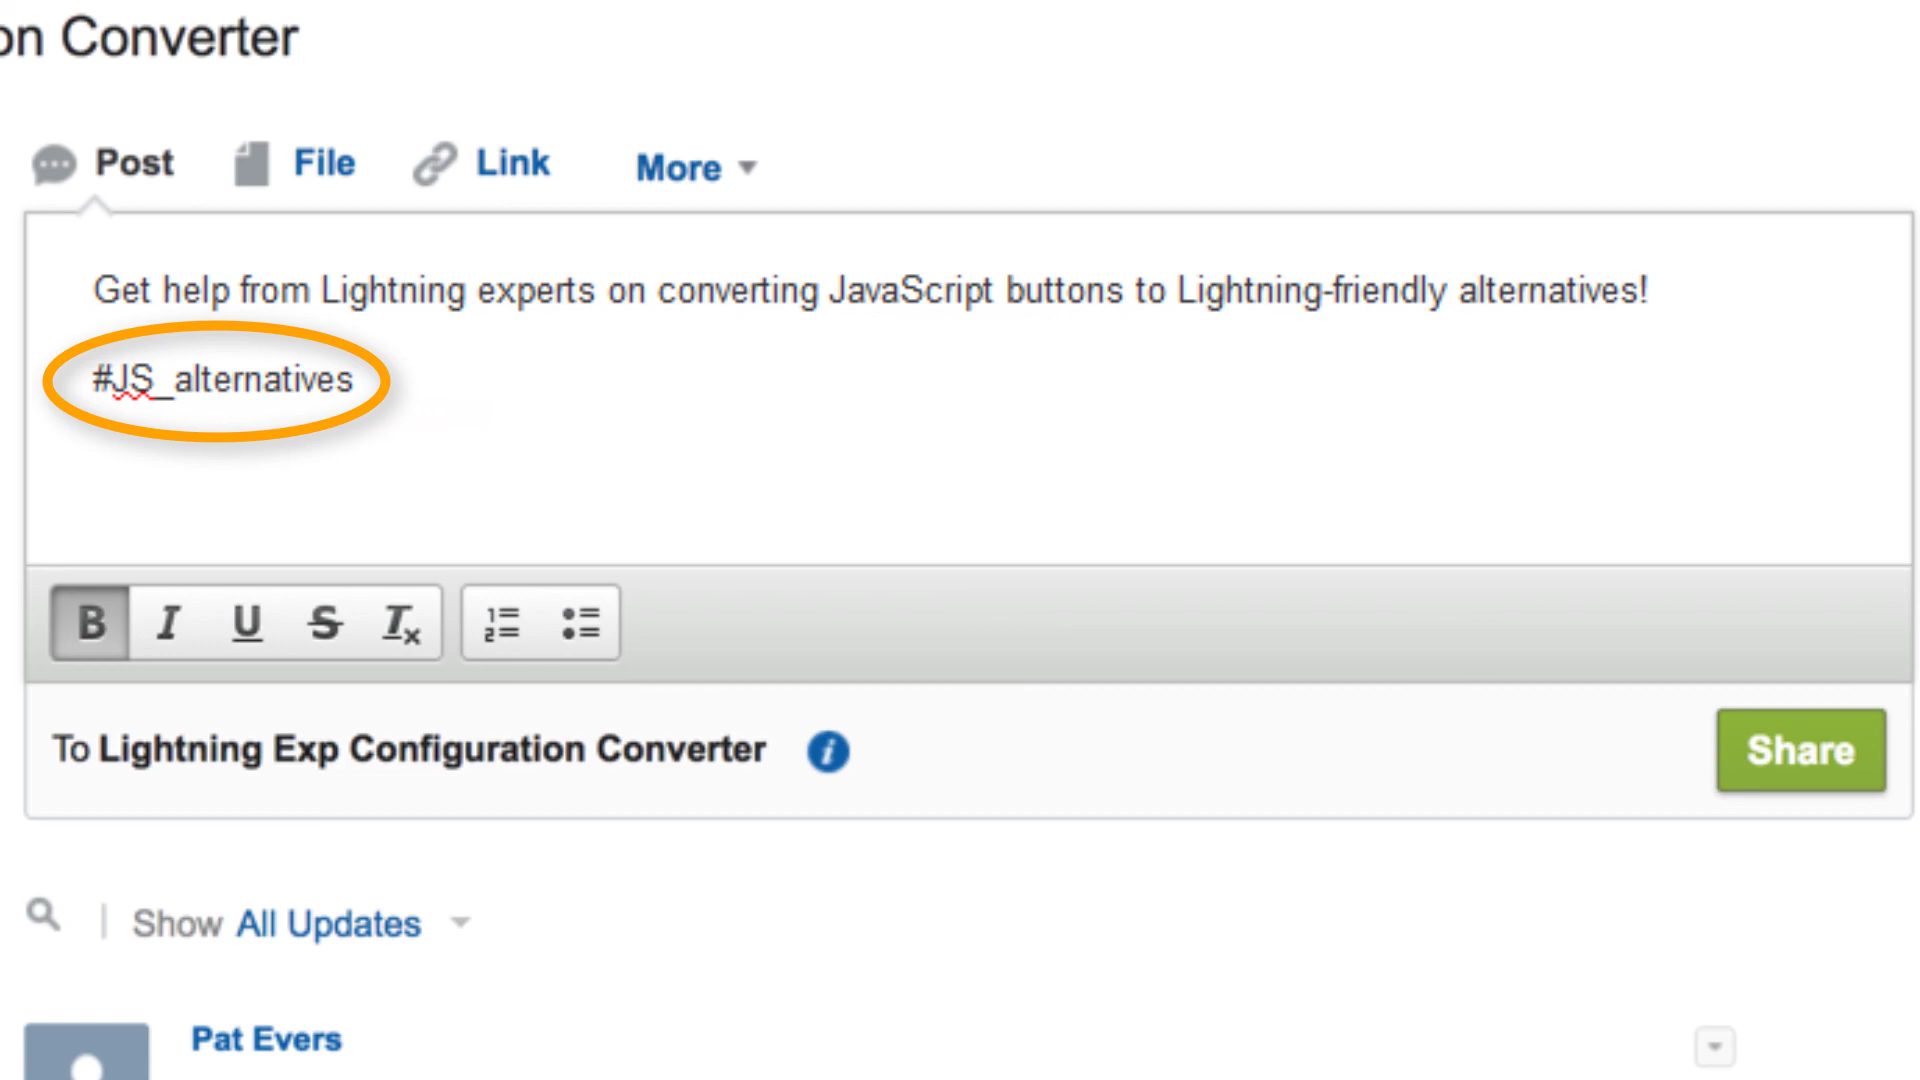 on Converter
Post File Link More
Get help from Lightning experts on converting JavaScript buttons to Lightning-friendly alternatives!
#JS_alternatives
B I U S Tx
To Lightning Exp Configuration Converter i Share
Show All Updates
Pat Evers